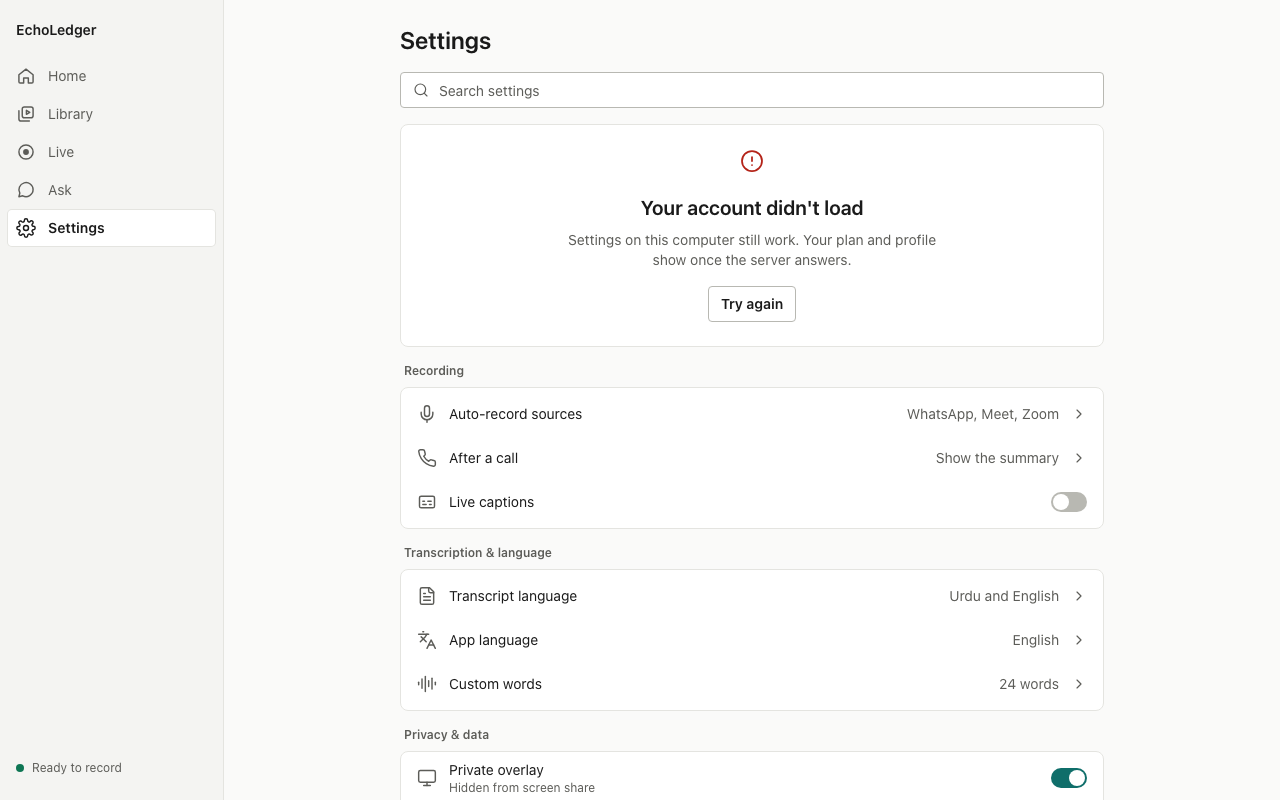 EchoLedger
Home
Library
Live
Ask
Settings
Ready to record
Settings
Search settings
Your account didn't load
Settings on this computer still work. Your plan and profile
show once the server answers.
Try again
Recording
Auto-record sources WhatsApp, Meet, Zoom
After a call Show the summary
Live captions
Transcription & language
Transcript language Urdu and English
App language English
Custom words 24 words
Privacy & data
Private overlay
Hidden from screen share